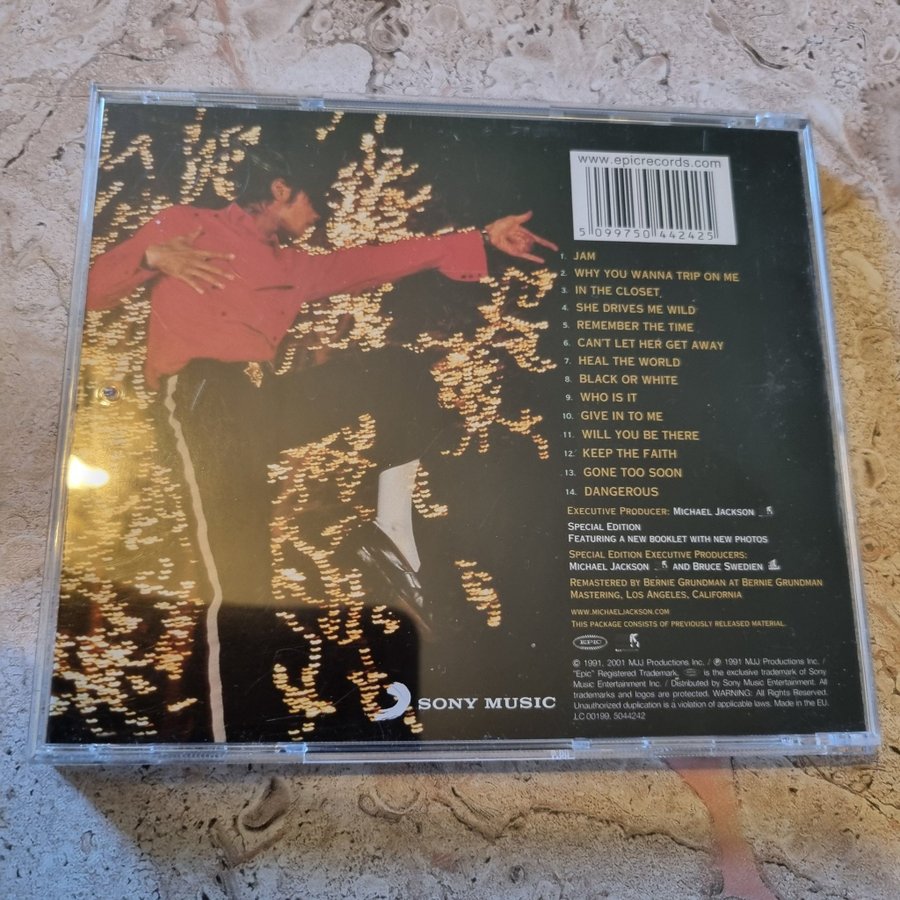 www.epicrecords.com
5 099750 442425
1. JAM
2. WHY YOU WANNA TRIP ON ME
3. IN THE CLOSET
4. SHE DRIVES ME WILD
5. REMEMBER THE TIME
6. CAN'T LET HER GET AWAY
7. HEAL THE WORLD
8. BLACK OR WHITE
9. WHO IS IT
10. GIVE IN TO ME
11. WILL YOU BE THERE
12. KEEP THE FAITH
13. GONE TOO SOON
14. DANGEROUS
EXECUTIVE PRODUCER: MICHAEL JACKSON
SPECIAL EDITION
FEATURING A NEW BOOKLET WITH NEW PHOTOS
SPECIAL EDITION EXECUTIVE PRODUCERS:
MICHAEL JACKSON AND BRUCE SWEDIEN
REMASTERED BY BERNIE GRUNDMAN AT BERNIE GRUNDMAN
MASTERING, LOS ANGELES, CALIFORNIA
WWW.MICHAELJACKSON.COM
THIS PACKAGE CONSISTS OF PREVIOUSLY RELEASED MATERIAL.
EPIC
© 1991, 2001 MJJ Productions Inc. / ℗ 1991 MJJ Productions Inc. /
"Epic" Registered Trademark, is the exclusive trademark of Sony
Music Entertainment Inc. / Distributed by Sony Music Entertainment. All
trademarks and logos are protected. WARNING: All Rights Reserved.
Unauthorized duplication is a violation of applicable laws. Made in the EU.
LC 00199. 5044242
SONY MUSIC